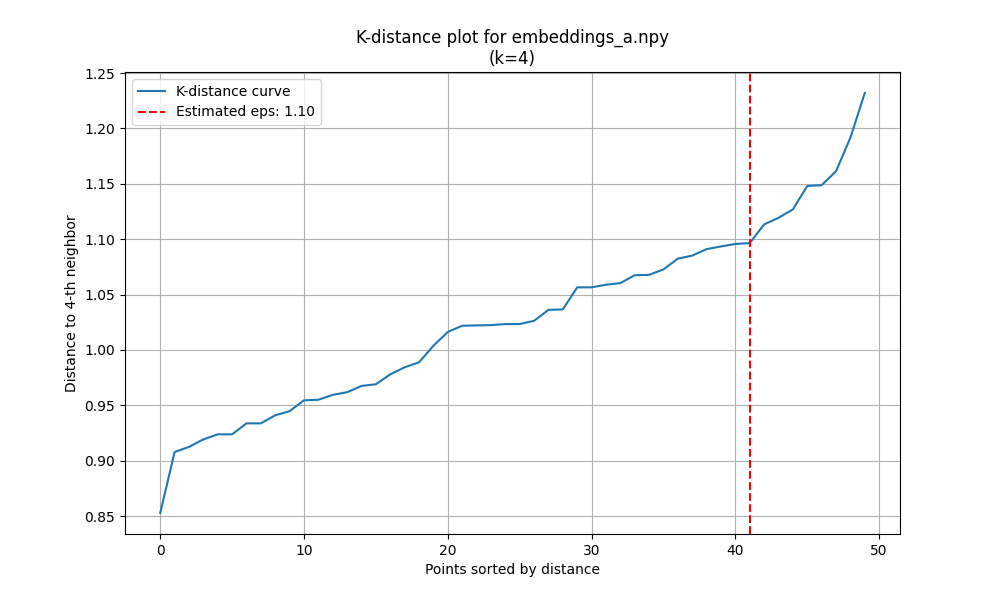 K-distance plot for embeddings_a.npy
(k=4)
K-distance curve
Estimated eps: 1.10
Distance to 4-th neighbor
1.25
1.20
1.15
1.10
1.05
1.00
0.95
0.90
0.85
0 10 20 30 40 50
Points sorted by distance